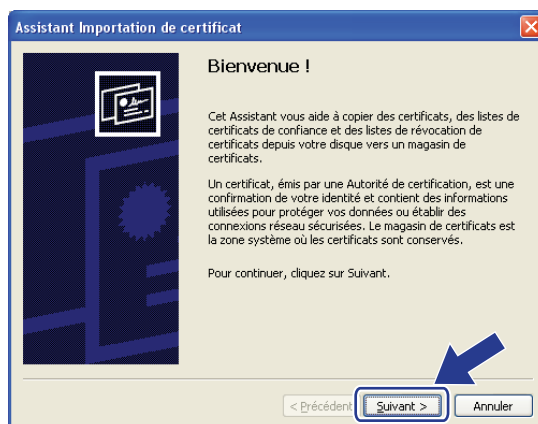 Assistant Importation de certificat
Bienvenue !
Cet Assistant vous aide à copier des certificats, des listes de
certificats de confiance et des listes de révocation de
certificats depuis votre disque vers un magasin de
certificats.
Un certificat, émis par une Autorité de certification, est une
confirmation de votre identité et contient des informations
utilisées pour protéger vos données ou établir des
connexions réseau sécurisées. Le magasin de certificats est
la zone système où les certificats sont conservés.
Pour continuer, cliquez sur Suivant.
< Précédent
Suivant >
Annuler